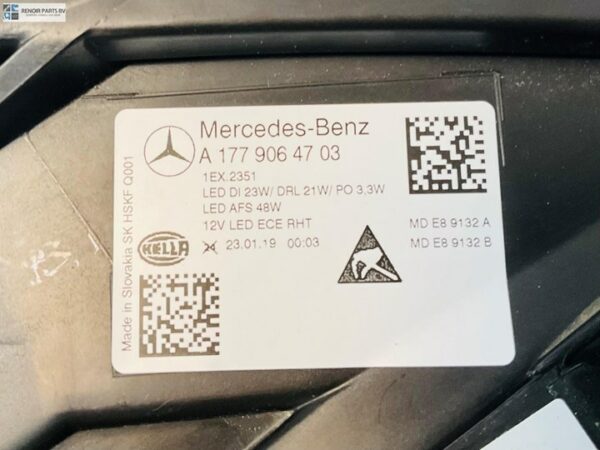 RENOIR PARTS BV
Mercedes-Benz
A 177 906 47 03
1EX.2351
LED DI 23W/ DRL 21W/ PO 3,3W
LED AFS 48W
12V LED ECE RHT
HELLA
23.01.19 00:03
MD E8 9132 A
MD E8 9132 B
Made in Slovakia SK HSKF Q001